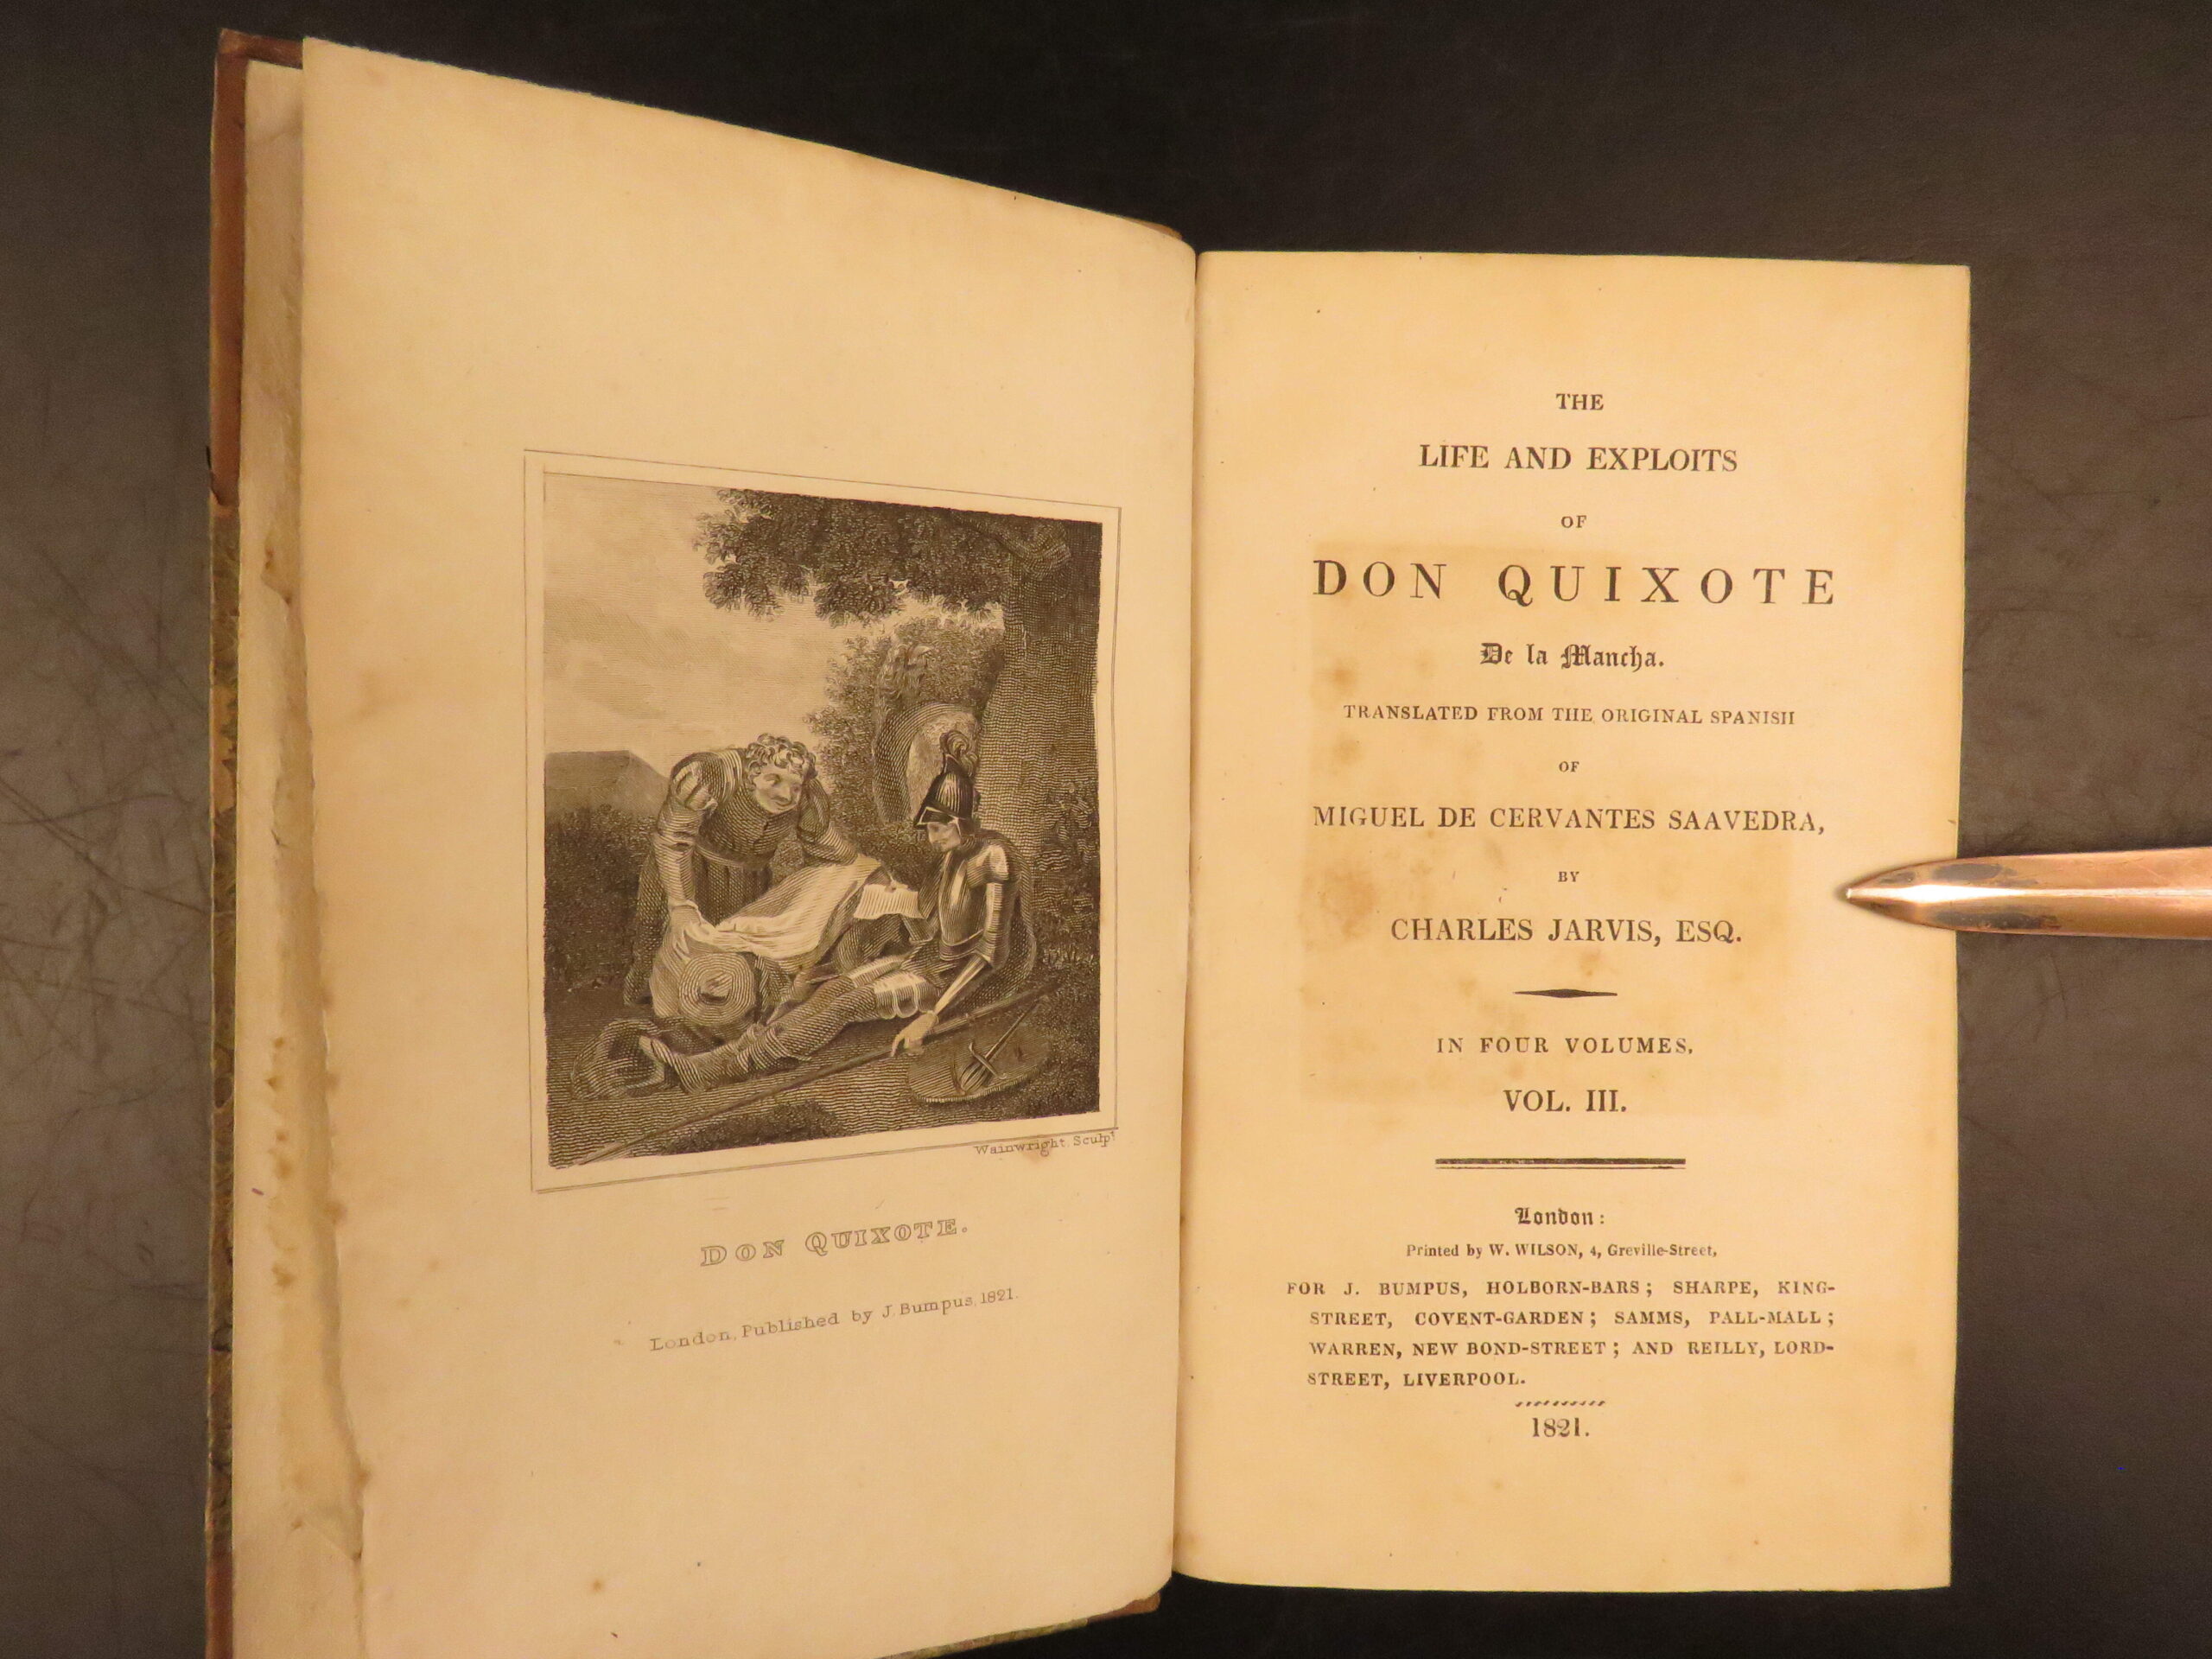 Wainwright. Sculpt
DON QUIXOTE.
London, Published by J. Bumpus, 1821.
THE
LIFE AND EXPLOITS
OF
DON QUIXOTE
De la Mancha.
TRANSLATED FROM THE ORIGINAL SPANISH
OF
MIGUEL DE CERVANTES SAAVEDRA,
BY
CHARLES JARVIS, ESQ.
IN FOUR VOLUMES.
VOL. III.
London:
Printed by W. WILSON, 4, Greville-Street,
FOR J. BUMPUS, HOLBORN-BARS; SHARPE, KING-
STREET, COVENT-GARDEN; SAMMS, PALL-MALL;
WARREN, NEW BOND-STREET; AND REILLY, LORD-
STREET, LIVERPOOL.
1821.